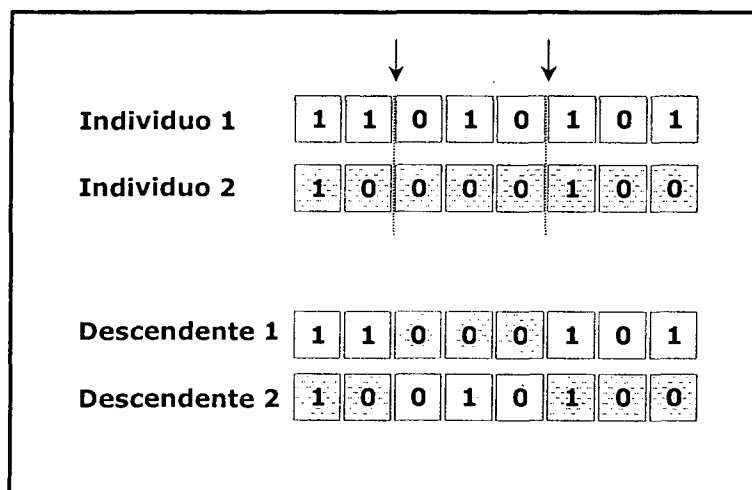 Individuo 1 1 1 0 1 0 1 0 1
Individuo 2 1 0 0 0 0 1 0 0
Descendente 1 1 1 0 0 0 1 0 1
Descendente 2 1 0 0 1 0 1 0 0